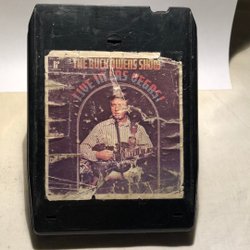 THE BUCK OWENS SHOW
LIVE IN LAS VEGAS!